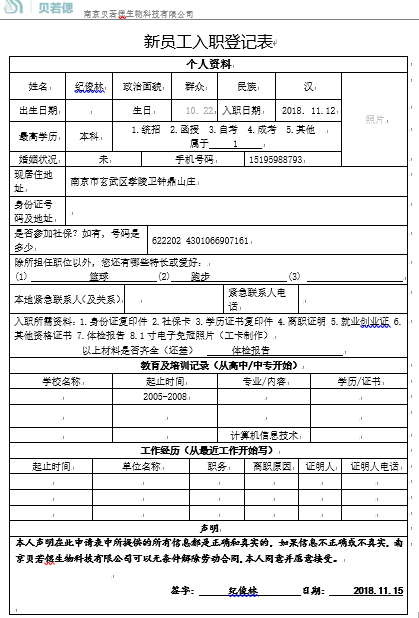 贝若偲 南京贝若偲生物科技有限公司
新员工入职登记表
个人资料
姓名 纪俊林 政治面貌 群众 民族 汉
出生日期 生日 10.22 入职日期 2018.11.12 照片
最高学历 本科 1.统招 2.函授 3.自考 4.成考 5.其他
属于 1
婚姻状况 未 手机号码 15195988793
现居住地址 南京市玄武区孝陵卫钟鼎山庄
身份证号码及地址
是否参加社保?如有,号码是多少 622202 4301066907161
除所担任职位以外,您还有哪些特长或爱好
(1) 篮球 (2) 跑步 (3)
本地紧急联系人(及关系) 紧急联系人电话
入职所需资料:1.身份证复印件 2.社保卡 3.学历证书复印件 4.离职证明 5.就业创业证 6.
其他资格证书 7.体检报告 8.1寸电子免冠照片(工卡制作)
以上材料是否齐全(还差) 体检报告
教育及培训记录(从高中/中专开始)
学校名称 起止时间 专业/内容 学历/证书
2005-2008
计算机信息技术
工作经历(从最近工作开始写)
起止时间 单位名称 职务 离职原因 证明人 证明人电话
声明
本人声明在此申请表中所提供的所有信息都是正确和真实的。如果信息不正确或不真实,南
京贝若偲生物科技有限公司可以无条件解除劳动合同,本人同意并愿意接受。
签字: 纪俊林 日期: 2018.11.15